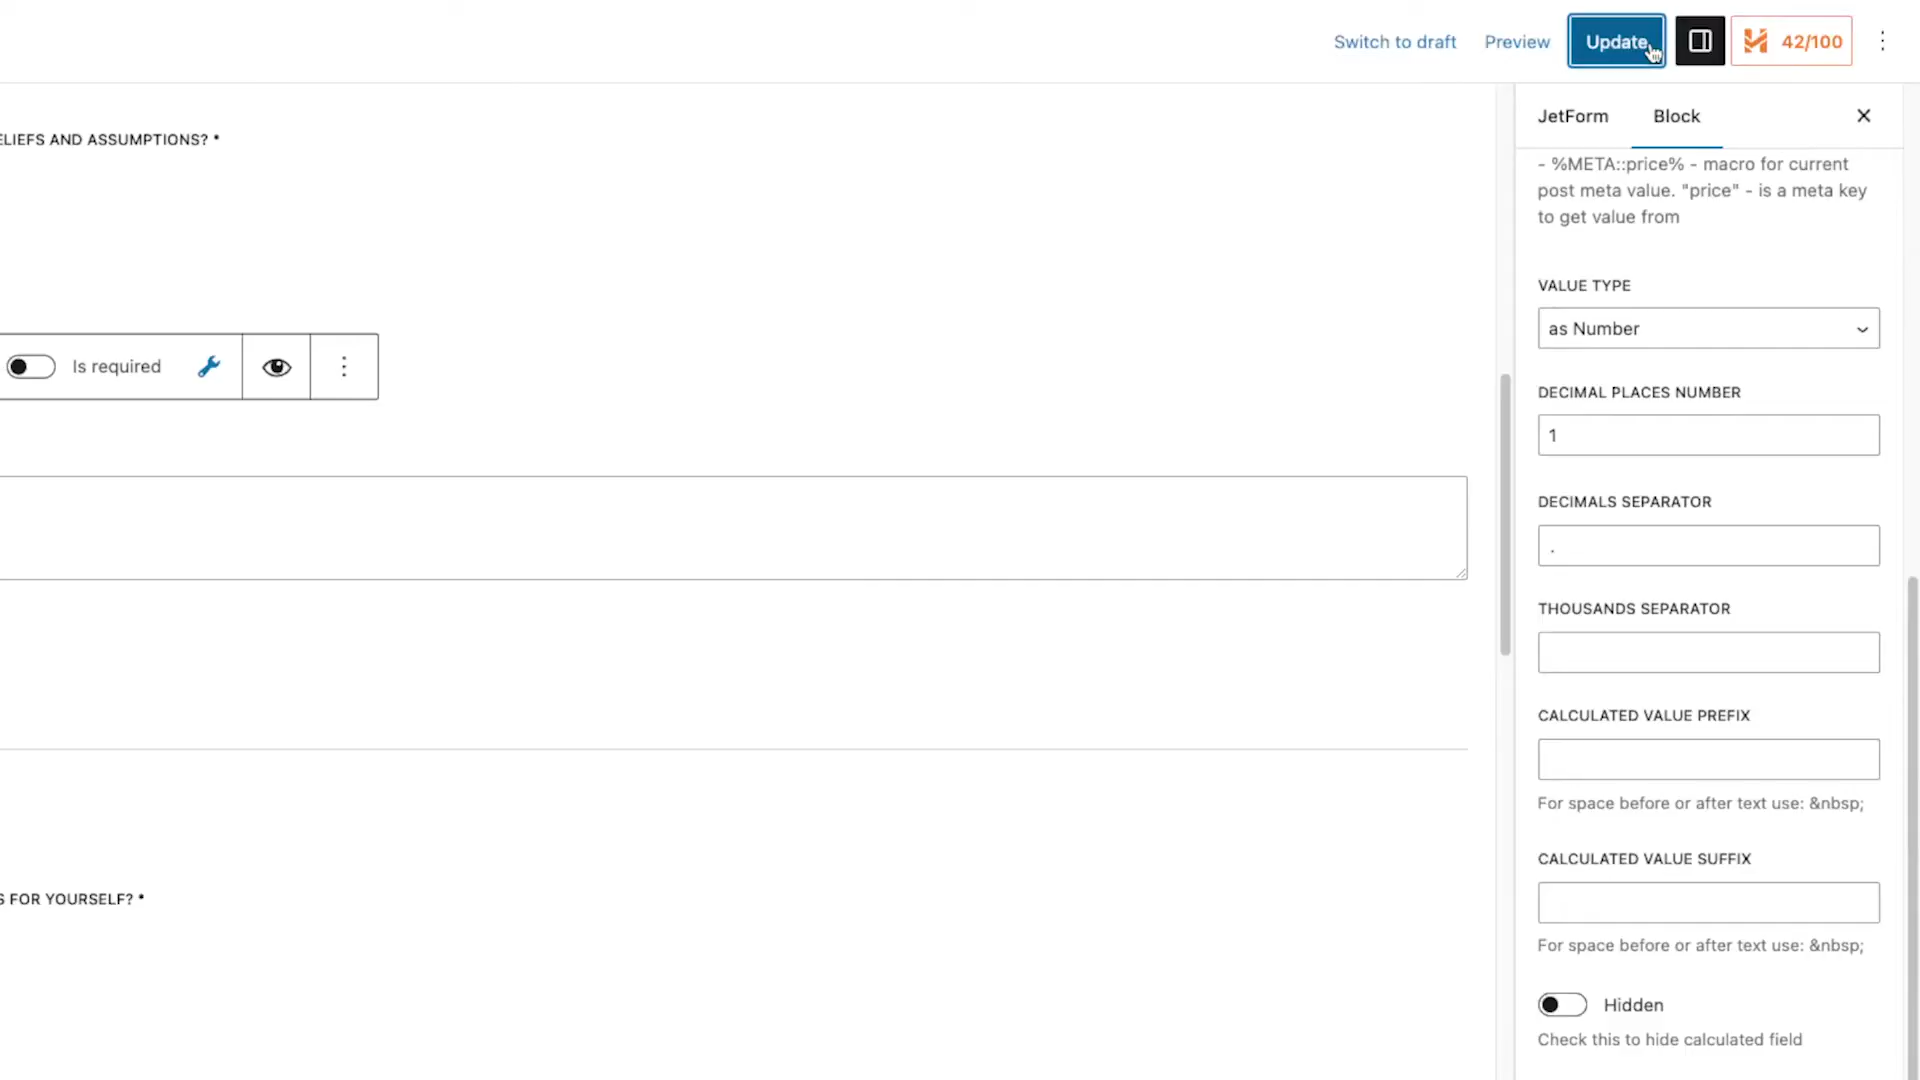 Switch to draft Preview Update 42/100
JetForm Block
ELIEFS AND ASSUMPTIONS? *
- %META::price% - macro for current
post meta value. "price" - is a meta key
to get value from
VALUE TYPE
as Number
Is required
DECIMAL PLACES NUMBER
1
DECIMALS SEPARATOR
.
THOUSANDS SEPARATOR
CALCULATED VALUE PREFIX
For space before or after text use: &nbsp;
CALCULATED VALUE SUFFIX
S FOR YOURSELF? *
For space before or after text use: &nbsp;
Hidden
Check this to hide calculated field